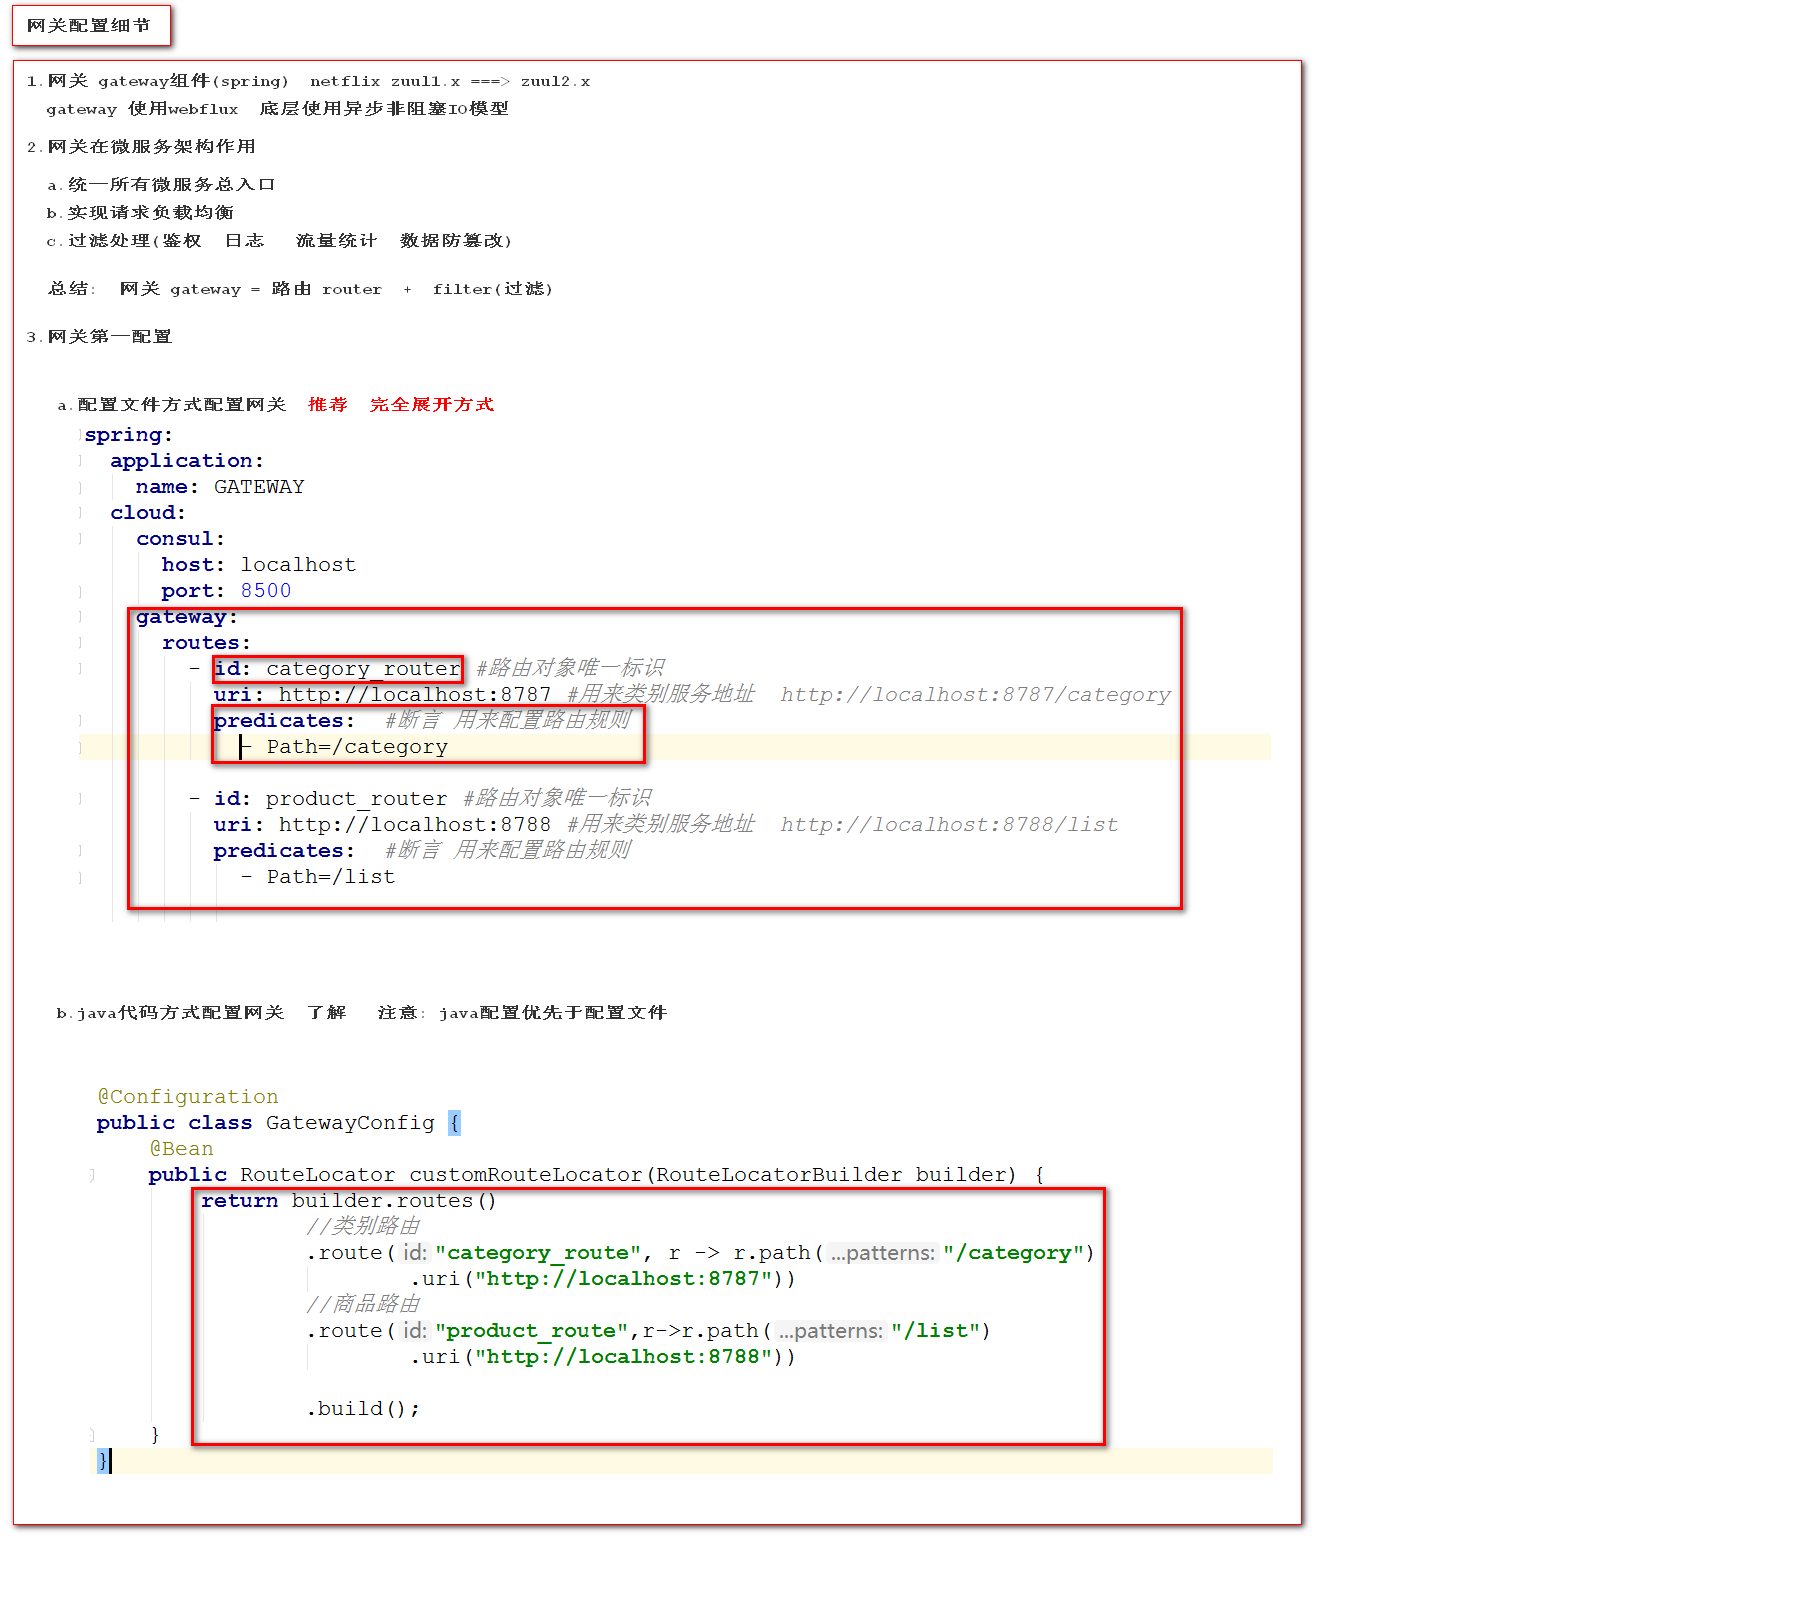 网关配置细节
1.网关 gateway组件(spring) netflix zuul1.x ===> zuul2.x
gateway 使用webflux 底层使用异步非阻塞IO模型
2.网关在微服务架构作用
a.统一所有微服务总入口
b.实现请求负载均衡
c.过滤处理(鉴权 日志 流量统计 数据防篡改)
总结: 网关 gateway = 路由 router + filter(过滤)
3.网关第一配置
a.配置文件方式配置网关 推荐 完全展开方式
spring:
application:
name: GATEWAY
cloud:
consul:
host: localhost
port: 8500
gateway:
routes:
- id: category_router #路由对象唯一标识
uri: http://localhost:8787 #用来类别服务地址 http://localhost:8787/category
predicates: #断言 用来配置路由规则
- Path=/category
- id: product_router #路由对象唯一标识
uri: http://localhost:8788 #用来类别服务地址 http://localhost:8788/list
predicates: #断言 用来配置路由规则
- Path=/list
b.java代码方式配置网关 了解 注意: java配置优先于配置文件
@Configuration
public class GatewayConfig {
@Bean
public RouteLocator customRouteLocator(RouteLocatorBuilder builder) {
return builder.routes()
//类别路由
.route( id: "category_route", r -> r.path( ...patterns: "/category")
.uri("http://localhost:8787"))
//商品路由
.route( id: "product_route",r->r.path( ...patterns: "/list")
.uri("http://localhost:8788"))
.build();
}
}